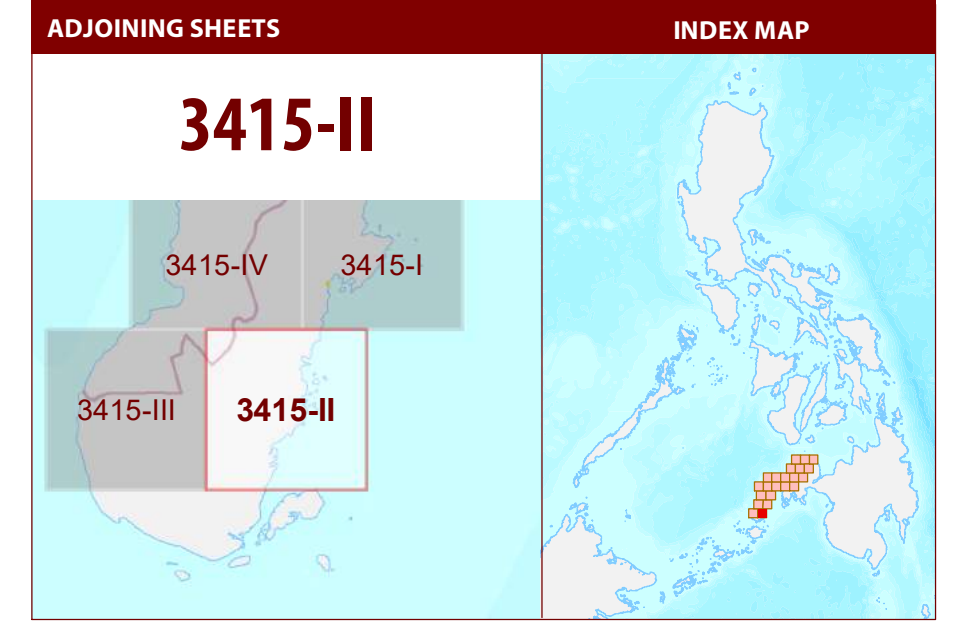 ADJOINING SHEETS
INDEX MAP
3415-II
3415-IV
3415-I
3415-III
3415-II